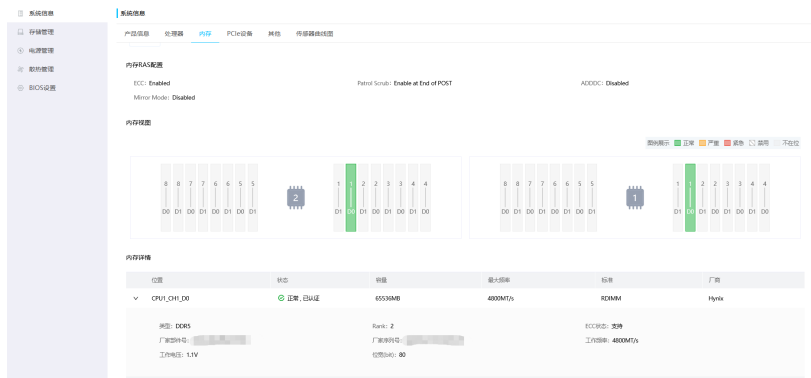 系统信息
存储管理
电源管理
散热管理
BIOS设置
系统信息
产品信息 处理器 内存 PCIe设备 其他 传感器曲线图
内存RAS配置
ECC: Enabled Patrol Scrub: Enable at End of POST ADDDC: Disabled
Mirror Mode: Disabled
内存视图
图例展示 正常 严重 紧急 禁用 不在位
8 8 7 7 6 6 5 5 1 1 2 2 3 3 4 4 8 8 7 7 6 6 5 5 1 1 2 2 3 3 4 4
2 1
D0 D1 D0 D1 D0 D1 D0 D1 D1 D0 D1 D0 D1 D0 D1 D0 D0 D1 D0 D1 D0 D1 D0 D1 D1 D0 D1 D0 D1 D0 D1 D0
内存详情
位置 状态 容量 最大频率 标准 厂商
CPU1_CH1_D0 正常 , 已认证 65536MB 4800MT/s RDIMM Hynix
类型: DDR5 Rank: 2 ECC状态: 支持
厂家部件号: 厂家序列号: 工作频率: 4800MT/s
工作电压: 1.1V 位宽(bit): 80